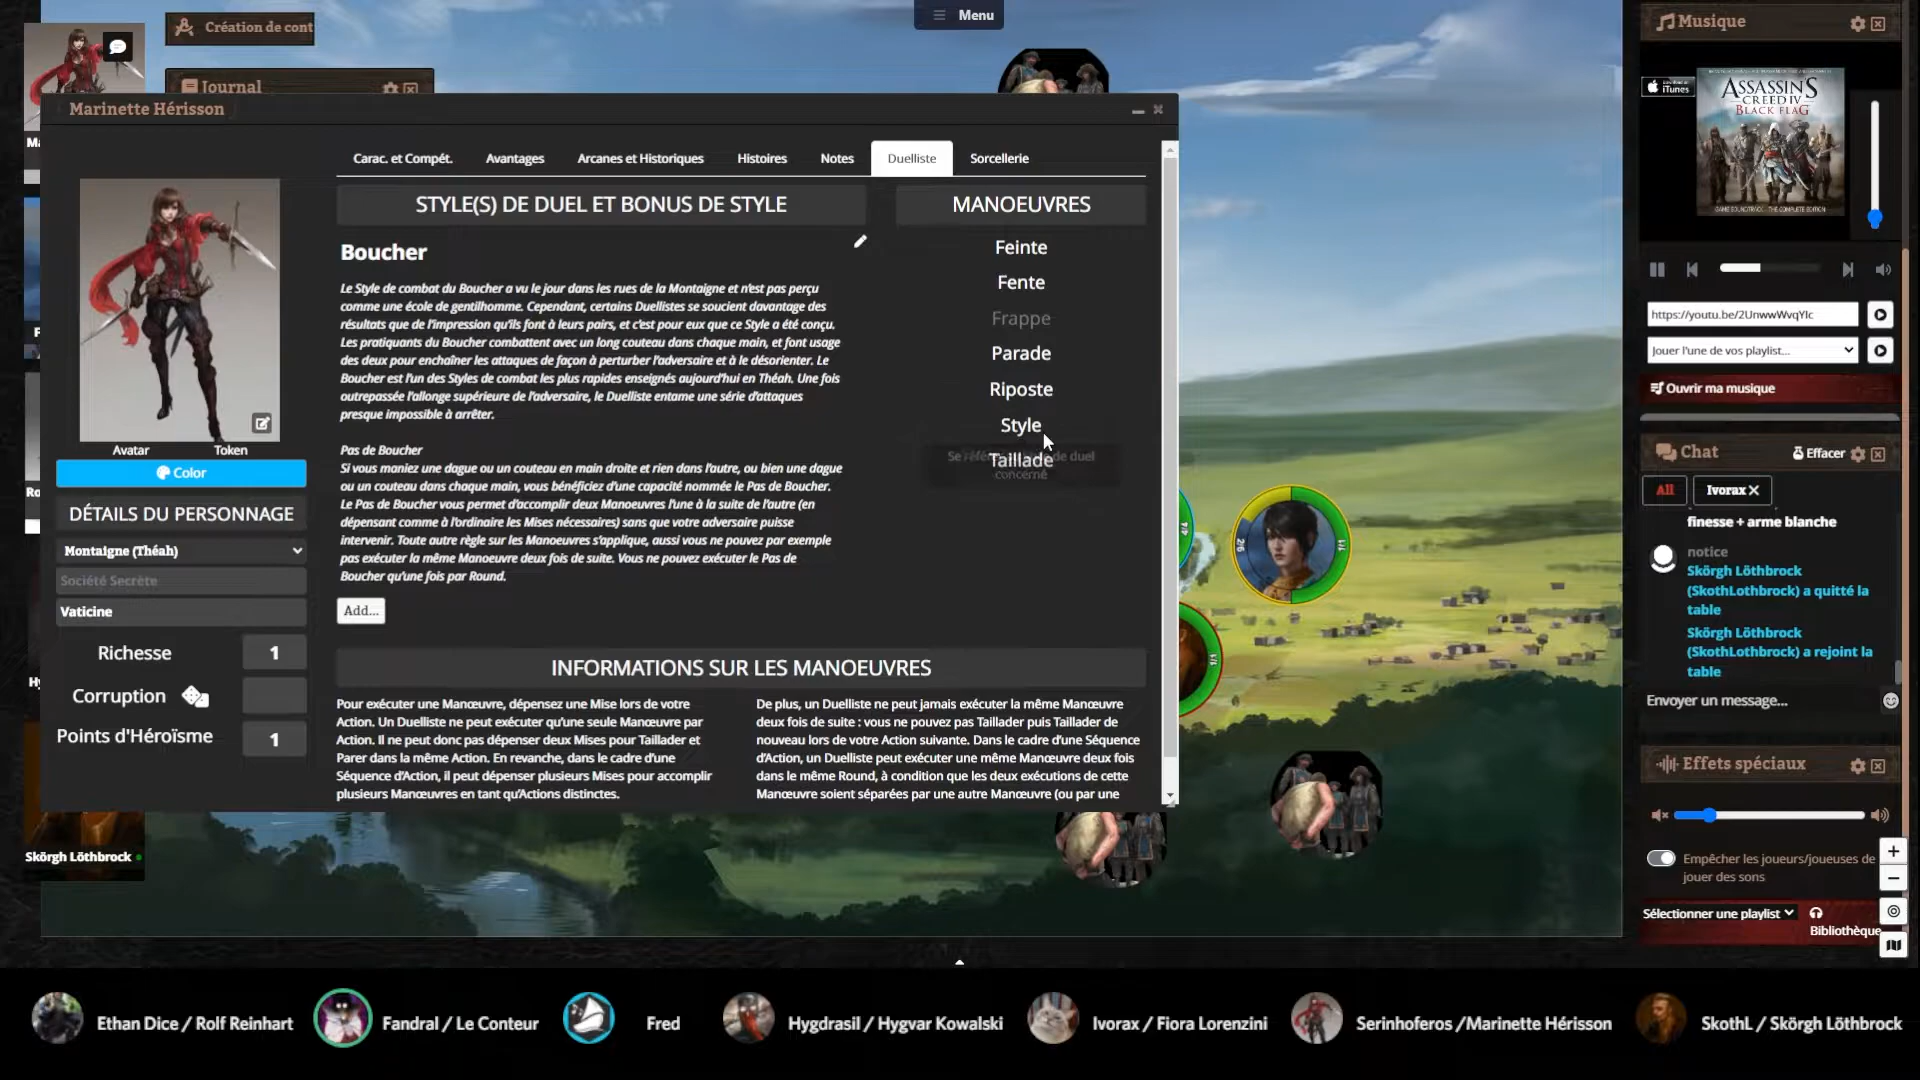 Menu
Création de cont
Journal
Marinette Hérisson
Carac. et Compét.
Avantages
Arcanes et Historiques
Histoires
Notes
Duelliste
Sorcellerie
STYLE(S) DE DUEL ET BONUS DE STYLE
Boucher
Le Style de combat du Boucher a vu le jour dans les rues de la Montaigne et n'est pas perçu
comme une école de gentilhomme. Cependant, certains Duellistes se soucient davantage des
résultats que de l'impression qu'ils font à leurs pairs, et c'est pour eux que ce Style a été conçu.
Les pratiquants du Boucher combattent avec un long couteau dans chaque main, et font usage
des deux pour enchaîner les attaques de façon à perturber l'adversaire et à le désorienter. Le
Boucher est l'un des Styles de combat les plus rapides enseignés aujourd'hui en Théah. Une fois
outrepassée l'allonge supérieure de l'adversaire, le Duelliste entame une série d'attaques
presque impossible à arrêter.
Pas de Boucher
Si vous maniez une dague ou un couteau en main droite et rien dans l'autre, ou bien une dague
ou un couteau dans chaque main, vous bénéficiez d'une capacité nommée le Pas de Boucher.
Le Pas de Boucher vous permet d'accomplir deux Manoeuvres l'une à la suite de l'autre (en
dépensant comme à l'ordinaire les Mises nécessaires) sans que votre adversaire puisse
intervenir. Toute autre règle sur les Manoeuvres s'applique, aussi vous ne pouvez par exemple
pas exécuter la même Manoeuvre deux fois de suite. Vous ne pouvez exécuter le Pas de
Boucher qu'une fois par Round.
Add...
MANOEUVRES
Feinte
Fente
Frappe
Parade
Riposte
Style
Taillade
de duel
concerné
INFORMATIONS SUR LES MANOEUVRES
Pour exécuter une Manœuvre, dépensez une Mise lors de votre
Action. Un Duelliste ne peut exécuter qu'une seule Manœuvre par
Action. Il ne peut donc pas dépenser deux Mises pour Taillader et
Parer dans la même Action. En revanche, dans le cadre d'une
Séquence d'Action, il peut dépenser plusieurs Mises pour accomplir
plusieurs Manœuvres en tant qu'Actions distinctes.
De plus, un Duelliste ne peut jamais exécuter la même Manœuvre
deux fois de suite : vous ne pouvez pas Taillader puis Taillader de
nouveau lors de votre Action suivante. Dans le cadre d'une Séquence
d'Action, un Duelliste peut exécuter une même Manœuvre deux fois
dans le même Round, à condition que les deux exécutions de cette
Manœuvre soient séparées par une autre Manœuvre (ou par une
Avatar
Token
Color
DÉTAILS DU PERSONNAGE
Montaigne (Théah)
Société Secrète
Vaticine
Richesse 1
Corruption
Points d'Héroïsme 1
Skörgh Löthbrock
4/4
2/6
1/1
1/1
Musique
Download on
iTunes
ASSASSIN'S
CREED IV
BLACK FLAG
GAME SOUNDTRACK - THE COMPLETE EDITION
https://youtu.be/2UnwwWvqYlc
Jouer l'une de vos playlist...
Ouvrir ma musique
Chat
Effacer
All
Ivorax
finesse + arme blanche
notice
Skörgh Löthbrock
(SkothLothbrock) a quitté la
table
Skörgh Löthbrock
(SkothLothbrock) a rejoint la
table
Envoyer un message...
Effets spéciaux
Empêcher les joueurs/joueuses de
jouer des sons
Sélectionner une playlist
Bibliothèque
Ethan Dice / Rolf Reinhart
Fandral / Le Conteur
Fred
Hygdrasil / Hygvar Kowalski
Ivorax / Fiora Lorenzini
Serinhoferos /Marinette Hérisson
SkothL / Skörgh Löthbrock